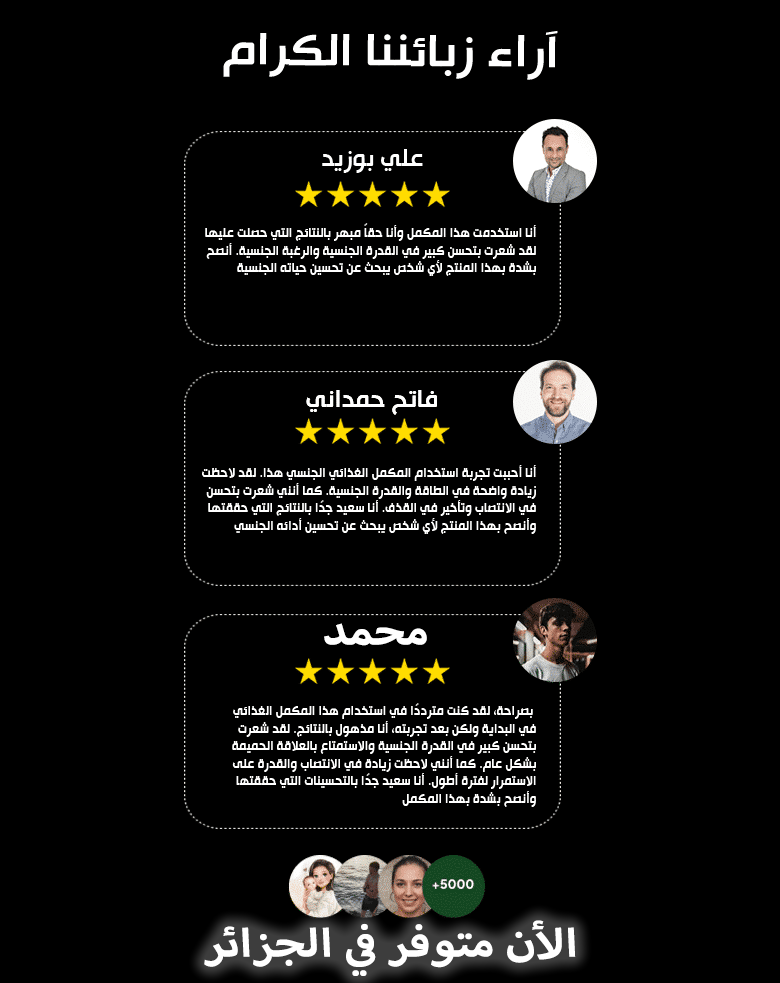 آراء زبائننا الكرام
علي بوزيد
أنا استخدمت هذا المكمل وأنا حقاً مبهر بالنتائج التي حصلت عليها
لقد شعرت بتحسن كبير في القدرة الجنسية والرغبة الجنسية. أنصح
بشدة بهذا المنتج لأي شخص يبحث عن تحسين حياته الجنسية
فاتح حمداني
أنا أحببت تجربة استخدام المكمل الغذائي الجنسي هذا. لقد لاحظت
زيادة واضحة في الطاقة والقدرة الجنسية. كما أنني شعرت بتحسن
في الانتصاب وتأخير في القذف. أنا سعيد جدًا بالنتائج التي حققتها
وأنصح بهذا المنتج لأي شخص يبحث عن تحسين أدائه الجنسي
محمد
بصراحة، لقد كنت مترددًا في استخدام هذا المكمل الغذائي
في البداية ولكن بعد تجربته، أنا مذهول بالنتائج. لقد شعرت
بتحسن كبير في القدرة الجنسية والاستمتاع بالعلاقة الحميمة
بشكل عام. كما أنني لاحظت زيادة في الانتصاب والقدرة على
الاستمرار لفترة أطول. أنا سعيد جدًا بالتحسينات التي حققتها
وأنصح بشدة بهذا المكمل
+5000
الأن متوفر في الجزائر